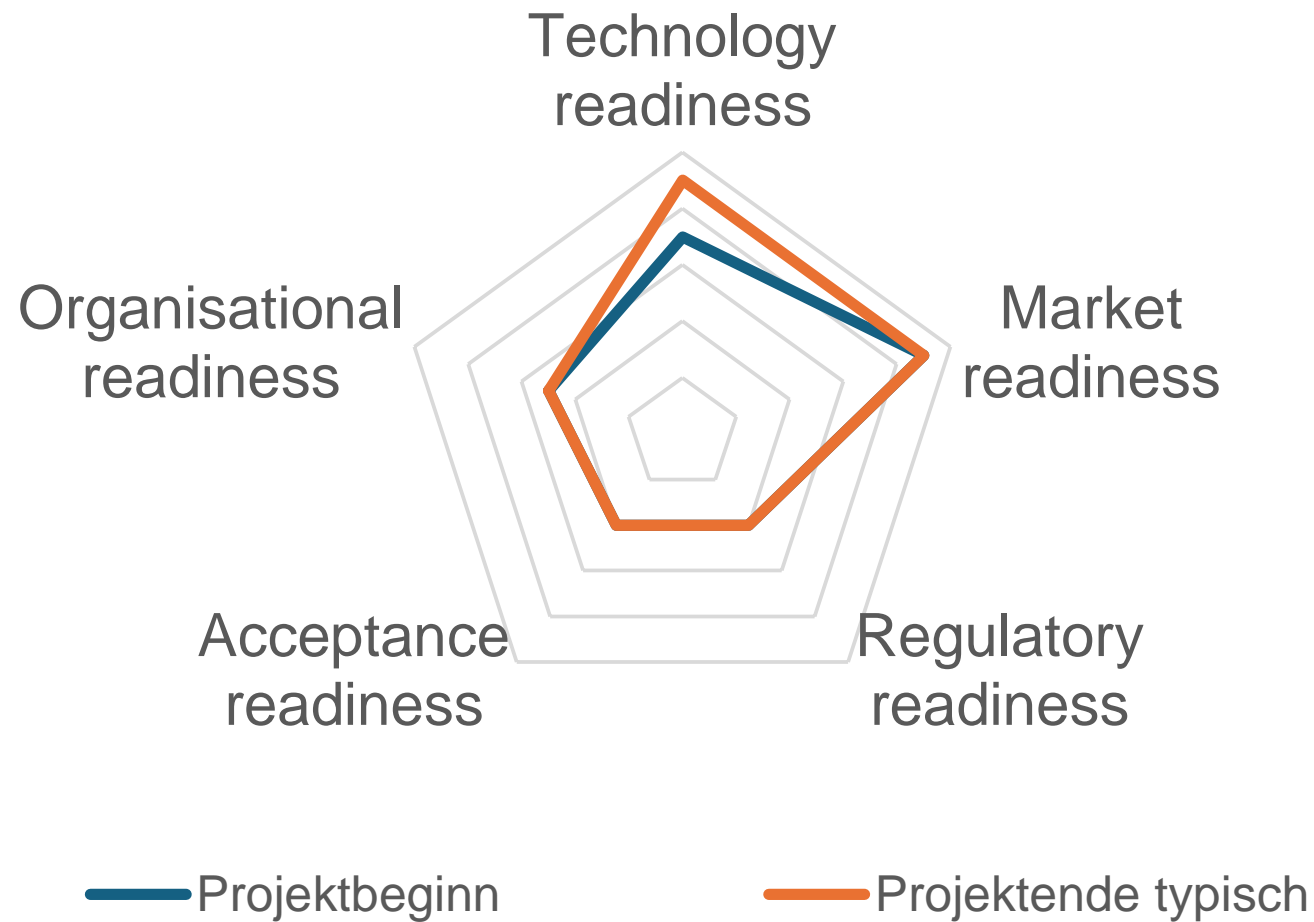 Technology
readiness
Market
readiness
Regulatory
readiness
Acceptance
readiness
Organisational
readiness
Projektbeginn
Projektende typisch